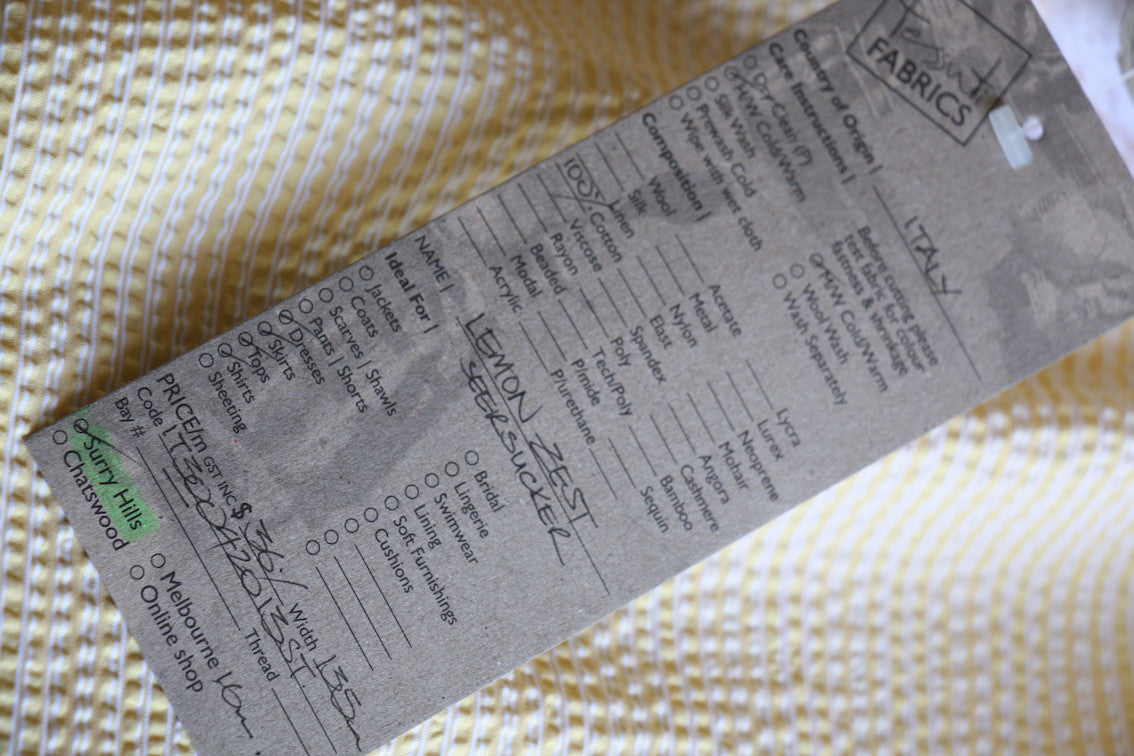 Tessuti
FABRICS
Country of Origin | ITALY
Care Instructions |
Dry Clean (P)
M/W Cold/Warm
Silk Wash
Prewash Cold
Wipe with wet cloth
Before cutting please
test fabric for colour
fastness & shrinkage
M/W Cold/Warm
Wool Wash
Wash Separately
Composition |
Wool
Silk
Linen
100% Cotton
Viscose
Rayon
Beaded
Modal
Acrylic
Acetate
Metal
Nylon
Elast
Spandex
Poly
Tech/Poly
P/mide
P/urethane
Lycra
Lurex
Neoprene
Mohair
Angora
Cashmere
Bamboo
Sequin
NAME | LEMON ZEST
SEERSUCKER
Ideal For |
Jackets
Coats
Scarves | Shawls
Pants | Shorts
Dresses
Skirts
Tops
Shirts
Sheeting
Bridal
Lingerie
Swimwear
Lining
Soft Furnishings
Cushions
PRICE/m GST INC $ 36./ Width 135m
Code |
Bay # Thread
Surry Hills
Chatswood
Melbourne
Online shop